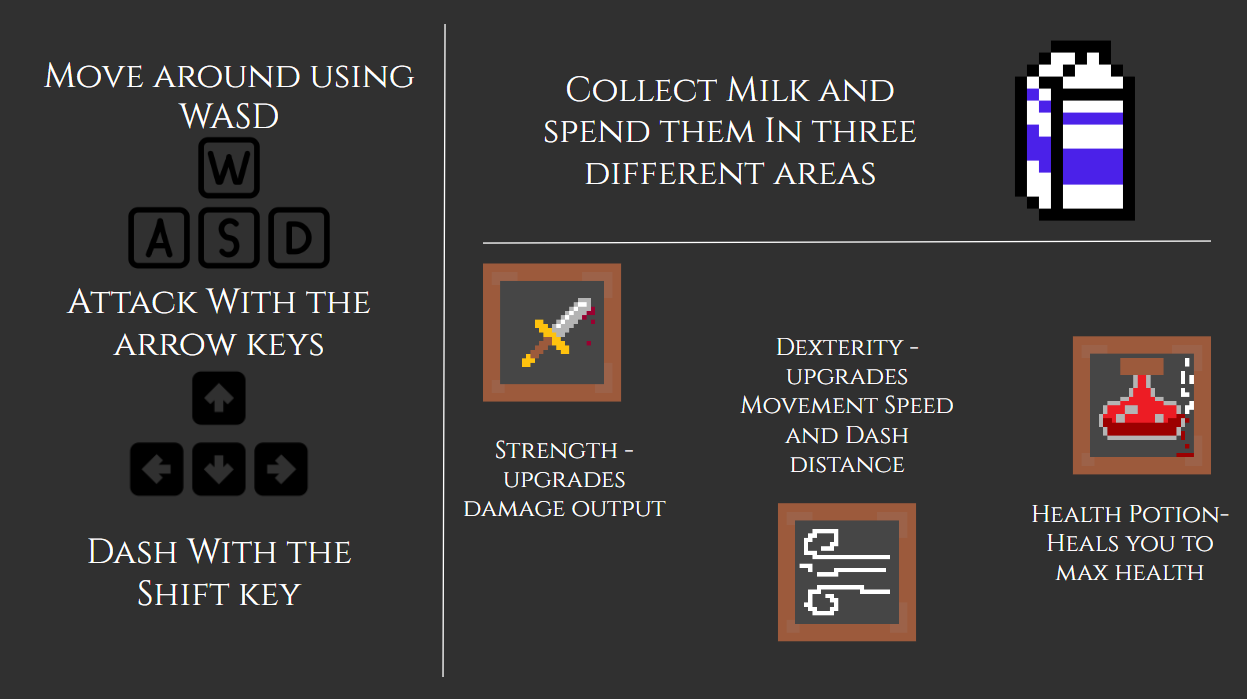 Move around using
WASD
W
A S D
Attack With the
arrow keys
Dash With the
Shift key
Collect Milk and
spend them In three
different areas
Strength -
upgrades
damage output
Dexterity -
upgrades
Movement Speed
and Dash
distance
Health Potion-
Heals you to
max health